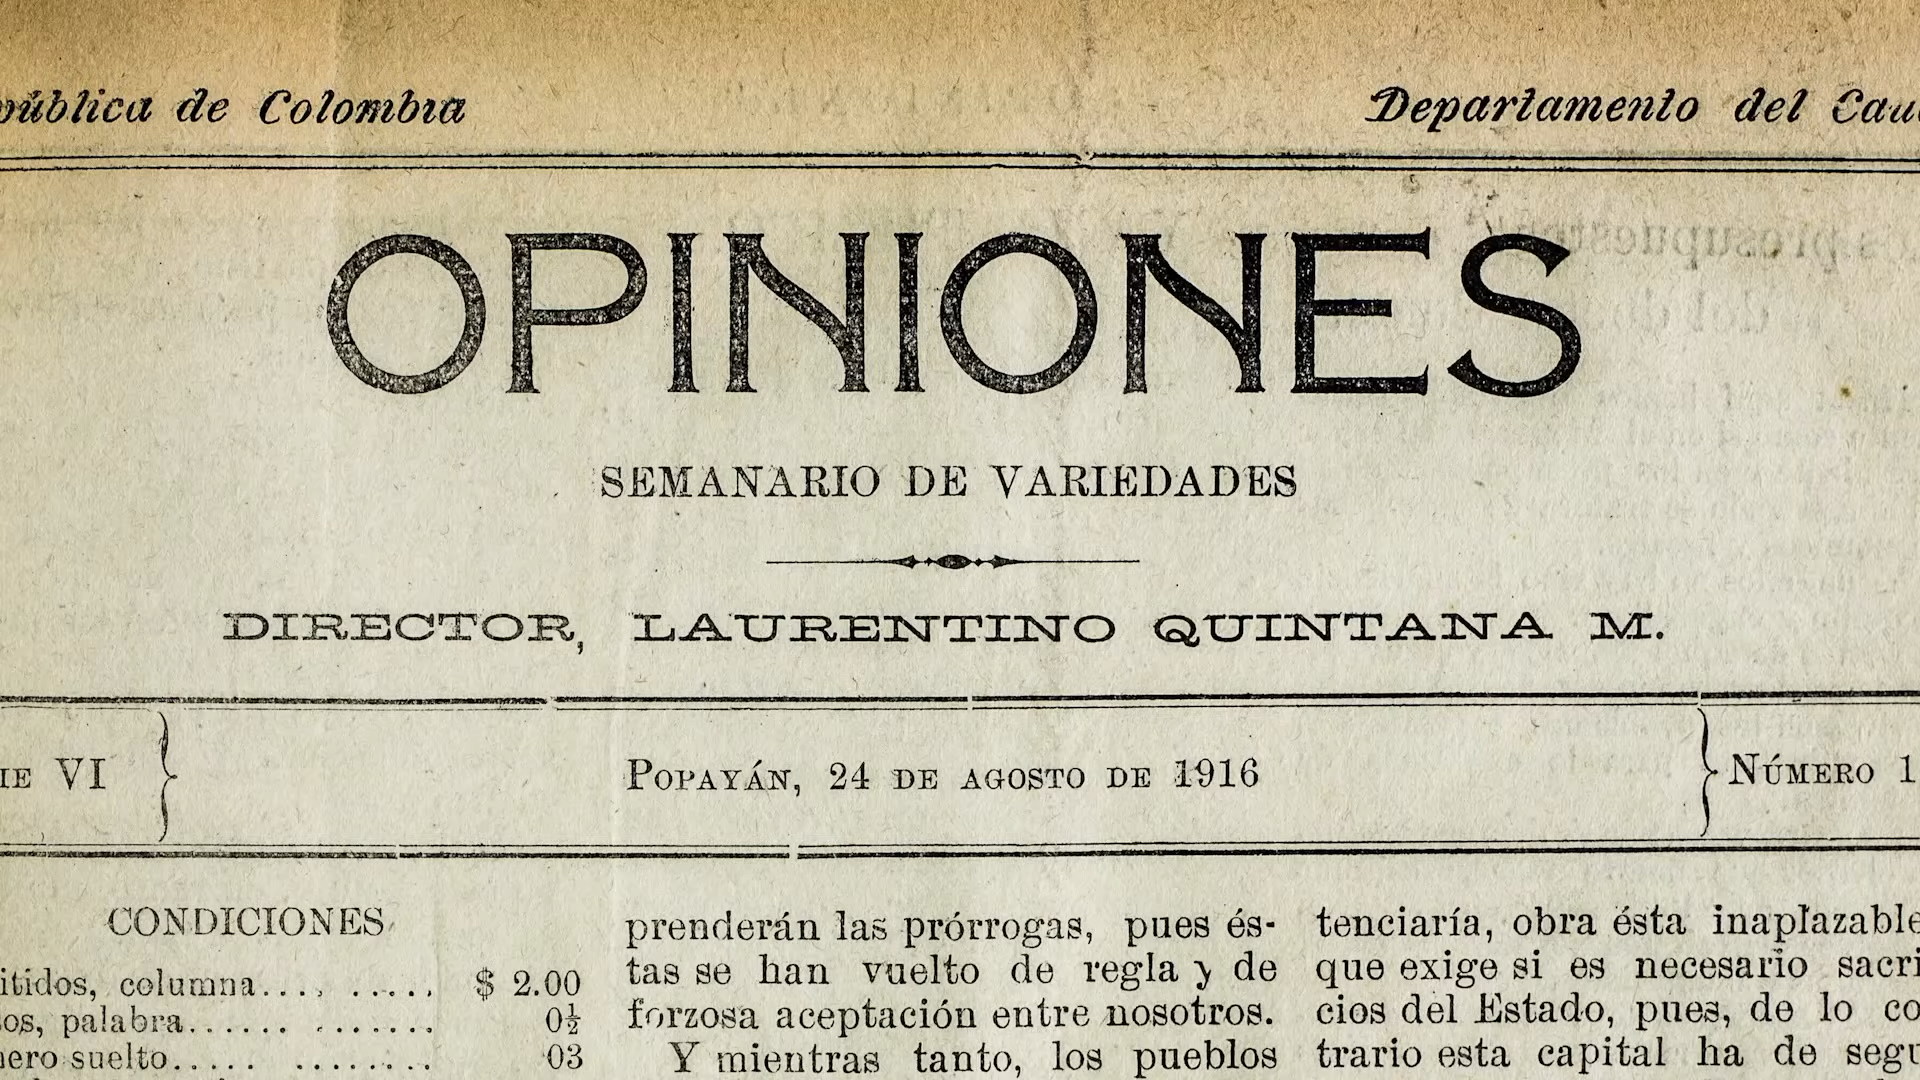 pública de Colombia
Departamento del Cau
OPINIONES
SEMANARIO DE VARIEDADES
DIRECTOR, LAURENTINO QUINTANA M.
IE VI
POPAYÁN, 24 DE AGOSTO DE 1916
NÚMERO 1
CONDICIONES
itidos, columna.... ..... $ 2.00
os, palabra...... ....... 0½
ero suelto..... ........ 03
prenderán las prórrogas, pues és-
tas se han vuelto de regla y de
forzosa aceptación entre nosotros.
Y mientras tanto, los pueblos
tenciaría, obra ésta inaplazable
que exige si es necesario sacri
cios del Estado, pues, de lo co
trario esta capital ha de segu